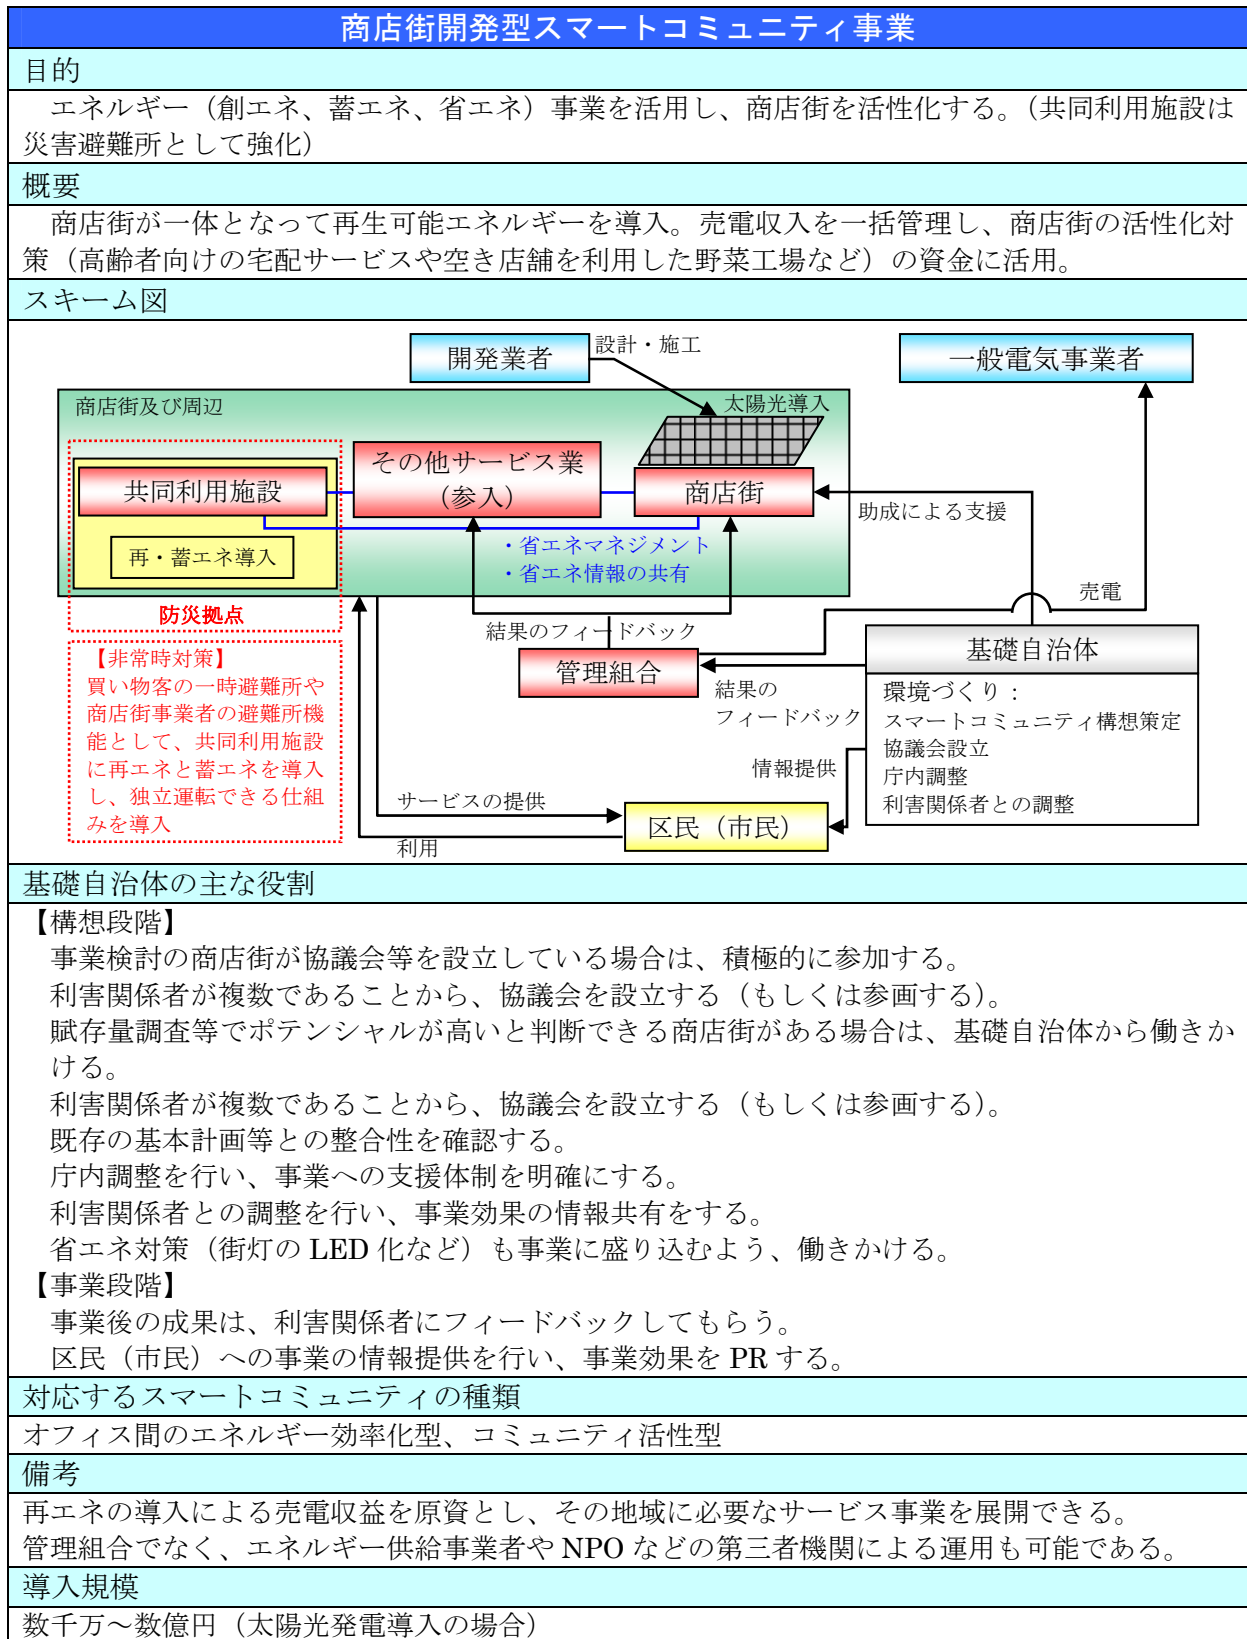 商店街開発型スマートコミュニティ事業
目的
エネルギー（創エネ、蓄エネ、省エネ）事業を活用し、商店街を活性化する。（共同利用施設は
災害避難所として強化）
概要
商店街が一体となって再生可能エネルギーを導入。売電収入を一括管理し、商店街の活性化対
策（高齢者向けの宅配サービスや空き店舗を利用した野菜工場など）の資金に活用。
スキーム図
開発業者
設計・施工
一般電気事業者
商店街及び周辺
太陽光導入
共同利用施設
その他サービス業
（参入）
商店街
助成による支援
再・蓄エネ導入
・省エネマネジメント
・省エネ情報の共有
売電
防災拠点
結果のフィードバック
管理組合
基礎自治体
結果の
フィードバック
環境づくり：
スマートコミュニティ構想策定
協議会設立
庁内調整
利害関係者との調整
【非常時対策】
買い物客の一時避難所や
商店街事業者の避難所機
能として、共同利用施設
に再エネと蓄エネを導入
し、独立運転できる仕組
みを導入
情報提供
サービスの提供
区民（市民）
利用
基礎自治体の主な役割
【構想段階】
事業検討の商店街が協議会等を設立している場合は、積極的に参加する。
利害関係者が複数であることから、協議会を設立する（もしくは参画する）。
賦存量調査等でポテンシャルが高いと判断できる商店街がある場合は、基礎自治体から働きか
ける。
利害関係者が複数であることから、協議会を設立する（もしくは参画する）。
既存の基本計画等との整合性を確認する。
庁内調整を行い、事業への支援体制を明確にする。
利害関係者との調整を行い、事業効果の情報共有をする。
省エネ対策（街灯の LED 化など）も事業に盛り込むよう、働きかける。
【事業段階】
事業後の成果は、利害関係者にフィードバックしてもらう。
区民（市民）への事業の情報提供を行い、事業効果を PR する。
対応するスマートコミュニティの種類
オフィス間のエネルギー効率化型、コミュニティ活性型
備考
再エネの導入による売電収益を原資とし、その地域に必要なサービス事業を展開できる。
管理組合でなく、エネルギー供給事業者や NPO などの第三者機関による運用も可能である。
導入規模
数千万～数億円（太陽光発電導入の場合）